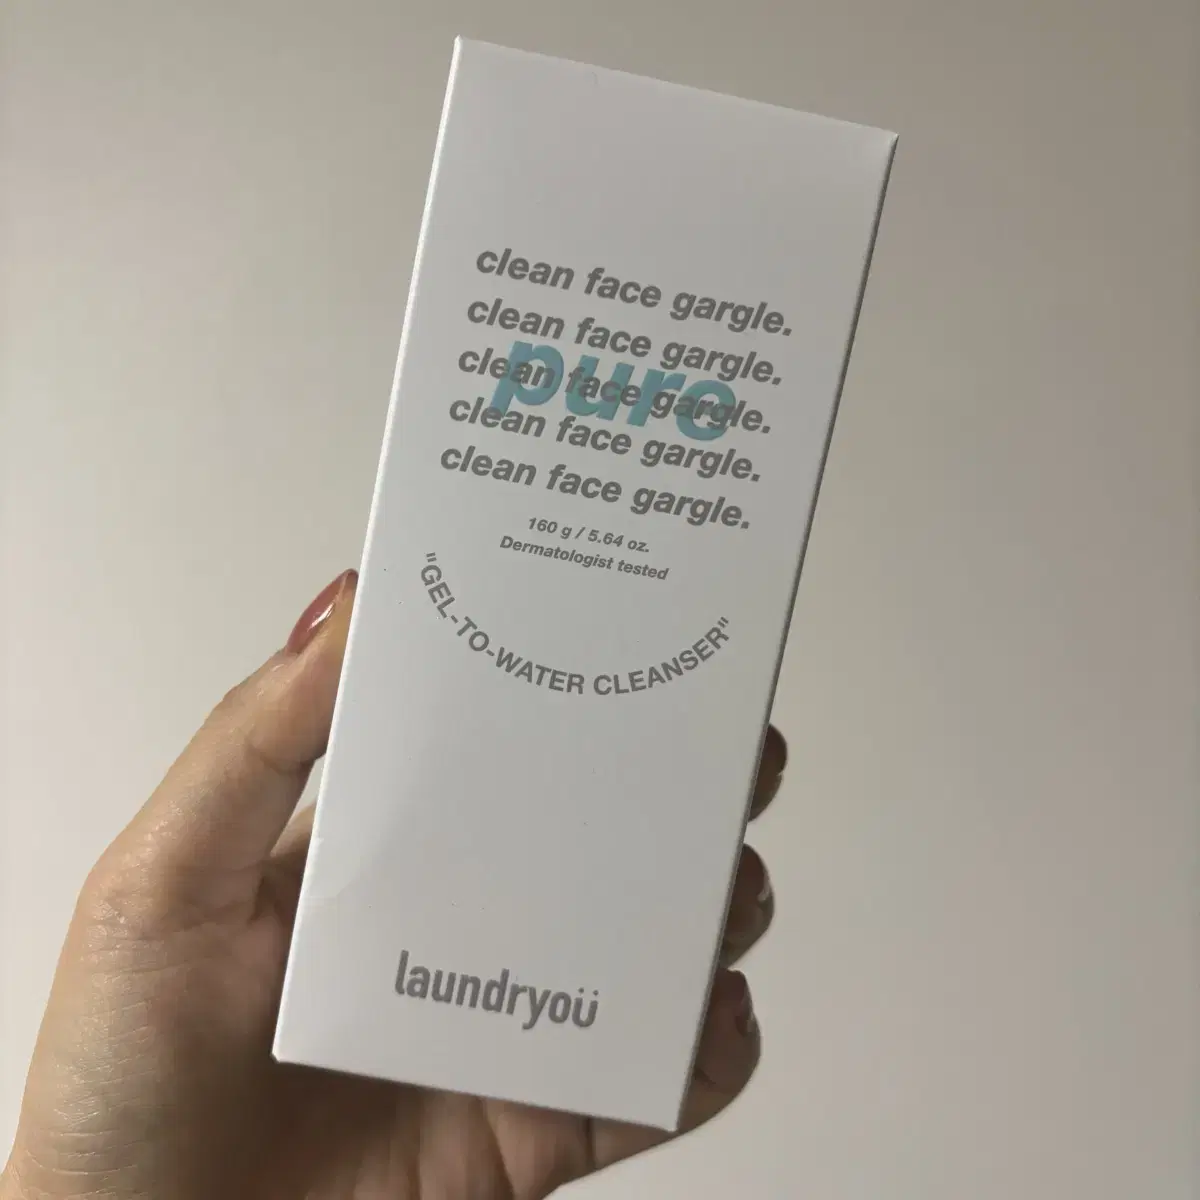 clean face gargle.
clean face gargle.
pure
clean face gargle.
clean face gargle.
clean face gargle.
160 g / 5.64 oz.
Dermatologist tested
"GEL-TO-WATER CLEANSER"
laundryoü